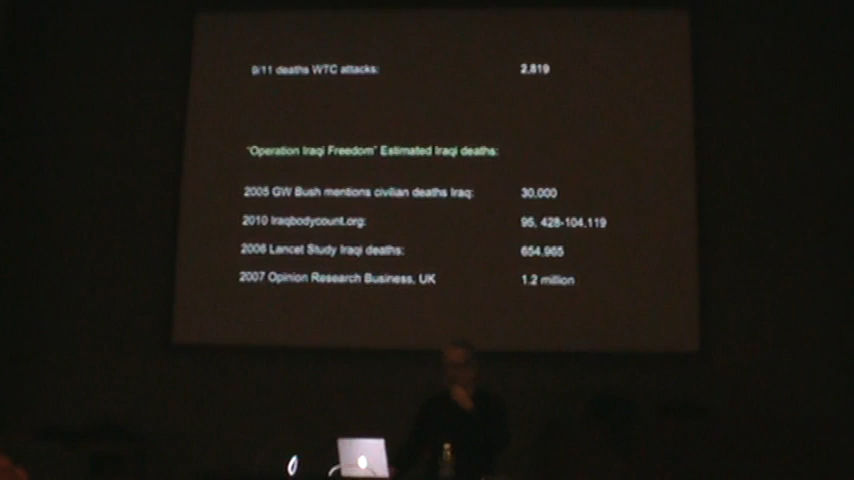 9/11 deaths WTC attacks: 2,819
"Operation Iraqi Freedom" Estimated Iraqi deaths:
2005 GW Bush mentions civilian deaths Iraq: 30,000
2010 Iraqbodycount.org: 95, 428-104,119
2006 Lancet Study Iraqi deaths: 654,965
2007 Opinion Research Business, UK 1.2 million